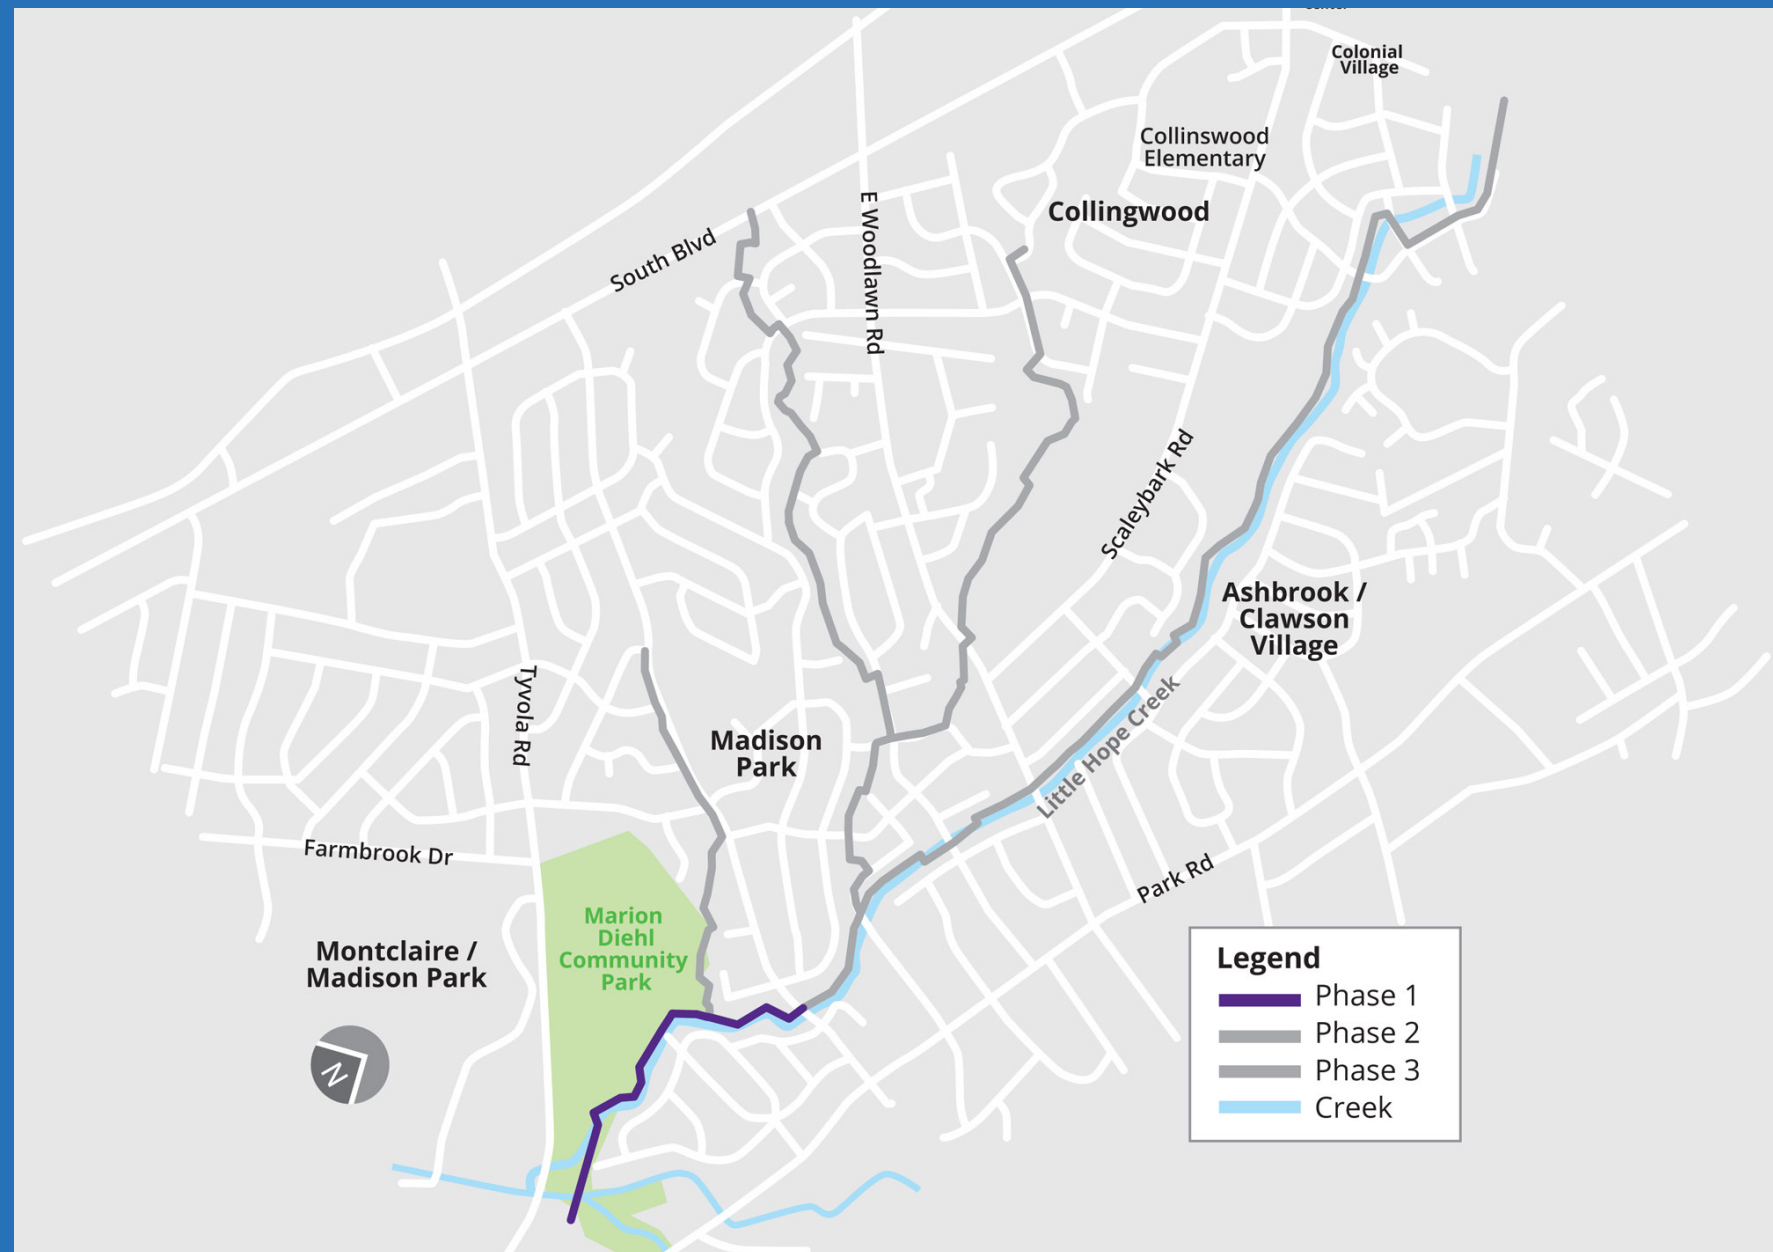 Center
Colonial
Village
Collinswood
Elementary
Collingwood
E Woodlawn Rd
South Blvd
Scaleybark Rd
Ashbrook /
Clawson
Village
Tyvola Rd
Madison
Park
Little Hope Creek
Farmbrook Dr
Park Rd
Marion
Diehl
Community
Park
Montclaire /
Madison Park
N
Legend
Phase 1
Phase 2
Phase 3
Creek